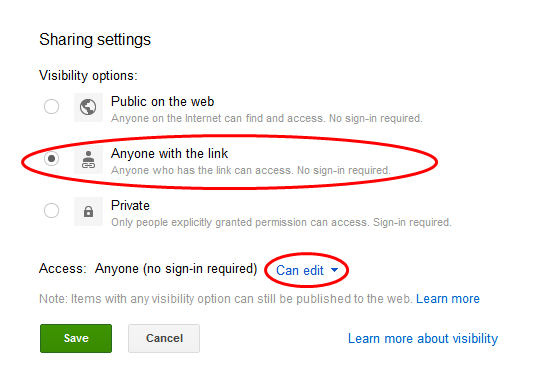 Sharing settings
Visibility options:
Public on the web
Anyone on the Internet can find and access. No sign-in required.
Anyone with the link
Anyone who has the link can access. No sign-in required.
Private
Only people explicitly granted permission can access. Sign-in required.
Access: Anyone (no sign-in required) Can edit
Note: Items with any visibility option can still be published to the web. Learn more
Save Cancel Learn more about visibility